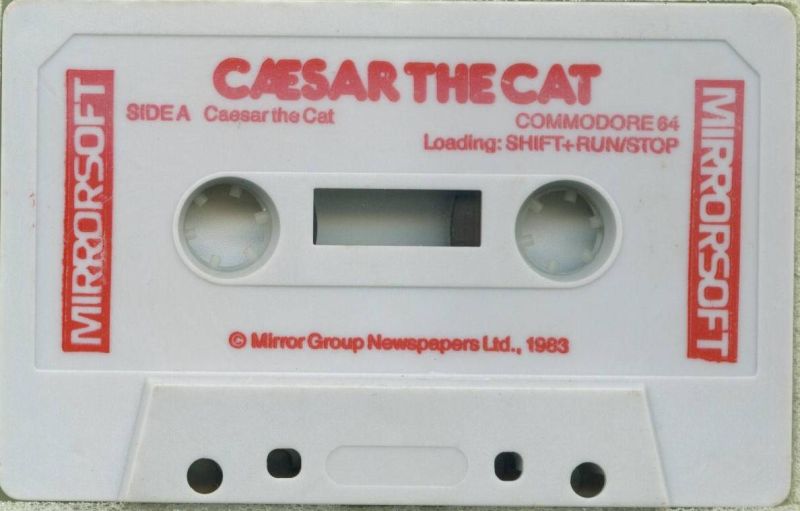 CÆSAR THE CAT
SIDE A Caesar the Cat
COMMODORE 64
Loading: SHIFT+RUN/STOP
MIRRORSOFT
MIRRORSOFT
© Mirror Group Newspapers Ltd., 1983